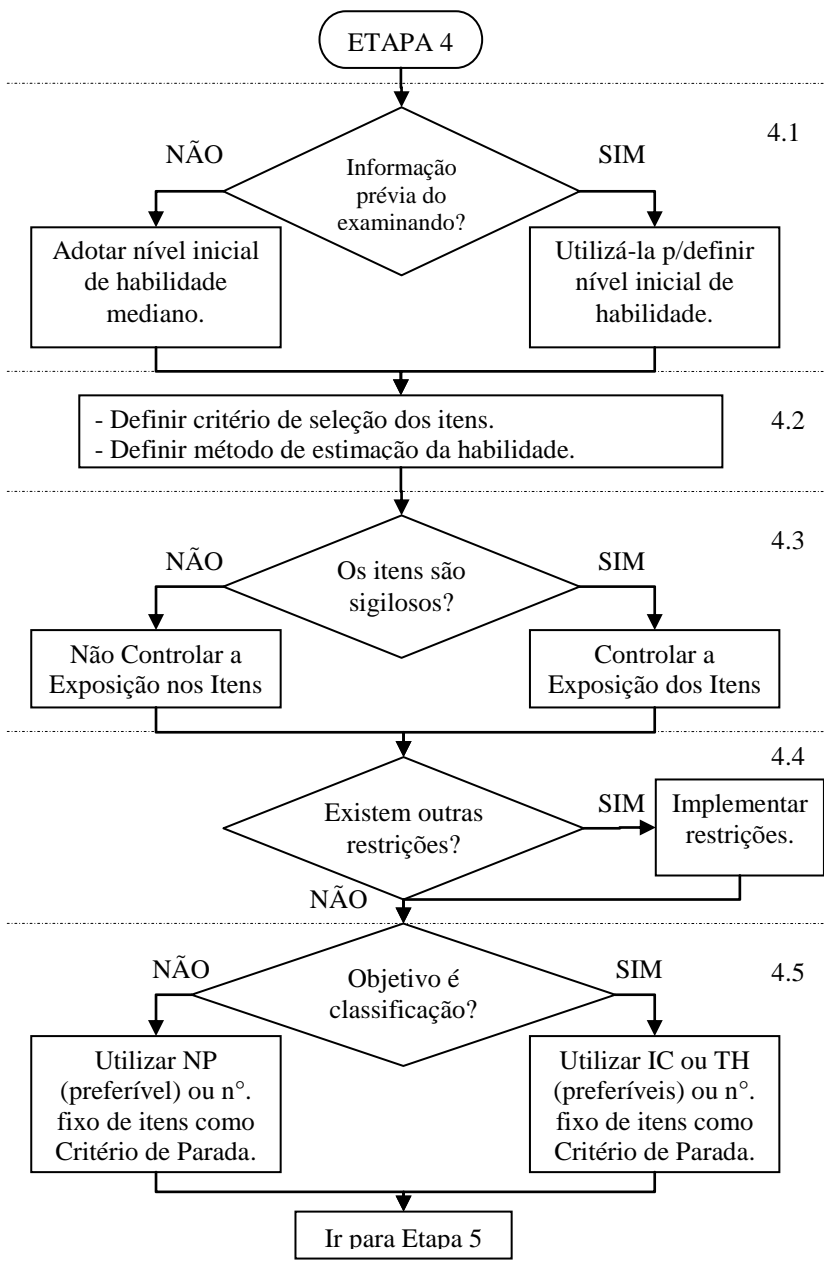 ETAPA 4
4.1
NÃO
SIM
Informação
prévia do
examinando?
Adotar nível inicial
de habilidade
mediano.
Utilizá-la p/definir
nível inicial de
habilidade.
- Definir critério de seleção dos itens.
- Definir método de estimação da habilidade.
4.2
4.3
NÃO
SIM
Os itens são
sigilosos?
Não Controlar a
Exposição nos Itens
Controlar a
Exposição dos Itens
4.4
Existem outras
restrições?
SIM
Implementar
restrições.
NÃO
4.5
NÃO
SIM
Objetivo é
classificação?
Utilizar NP
(preferível) ou n°.
fixo de itens como
Critério de Parada.
Utilizar IC ou TH
(preferíveis) ou n°.
fixo de itens como
Critério de Parada.
Ir para Etapa 5